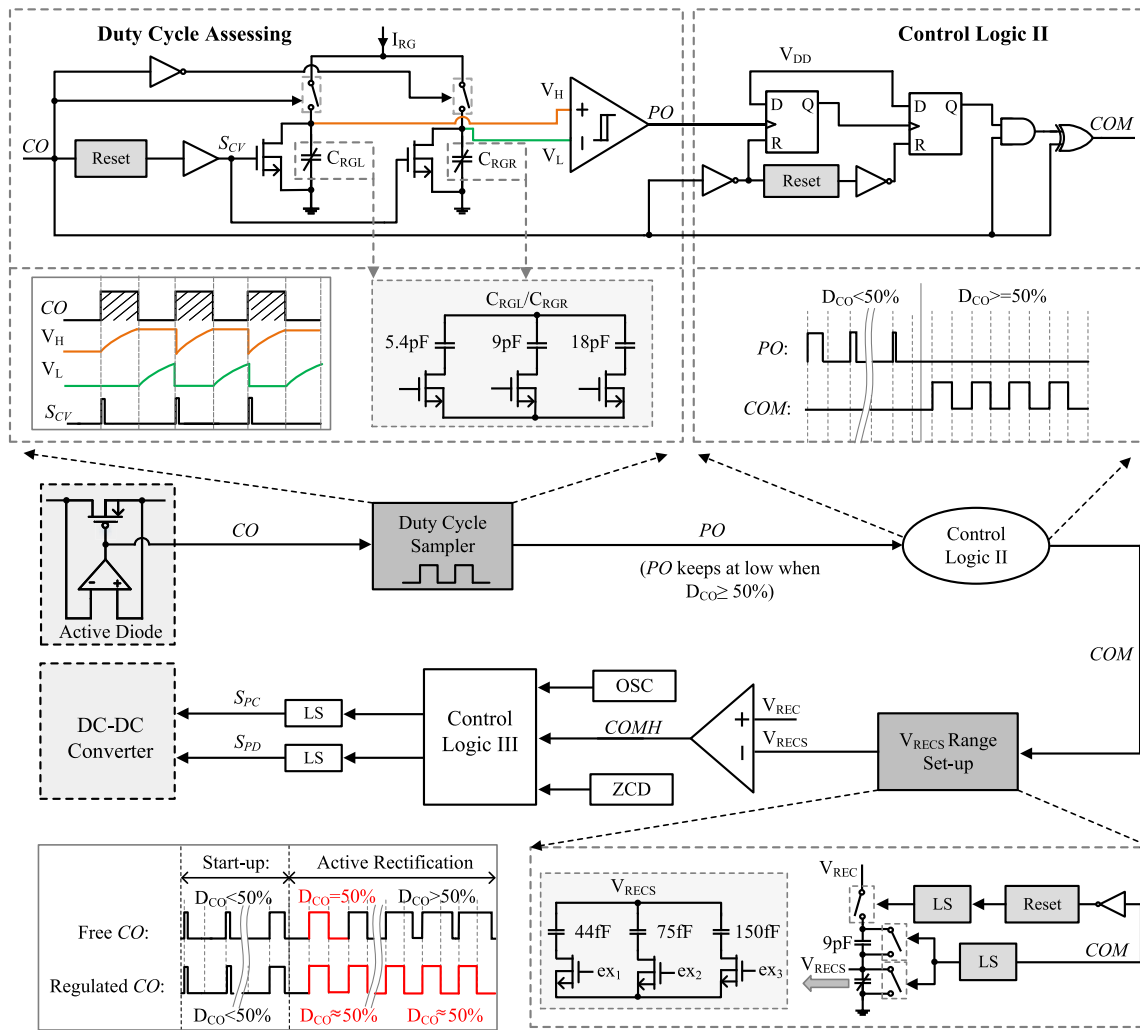 Duty Cycle Assessing
I_RG
Control Logic II
V_DD
V_H
PO
D
Q
D
Q
COM
CO
Reset
S_CV
C_RGL
C_RGR
V_L
R
R
Reset
CO
V_H
V_L
S_CV
C_RGL/C_RGR
5.4pF
9pF
18pF
D_CO<50%
D_CO>=50%
PO:
COM:
Active Diode
CO
Duty Cycle
Sampler
PO
(PO keeps at low when
D_CO≥ 50%)
Control
Logic II
COM
DC-DC
Converter
S_PC
S_PD
LS
LS
Control
Logic III
OSC
COMH
ZCD
V_REC
V_RECS
V_RECS Range
Set-up
Start-up:
Active Rectification
D_CO<50%
D_CO=50%
D_CO>50%
Free CO:
Regulated CO:
D_CO<50%
D_CO≈50%
D_CO≈50%
V_RECS
44fF
75fF
150fF
ex1
ex2
ex3
V_REC
LS
Reset
9pF
V_RECS
LS
COM